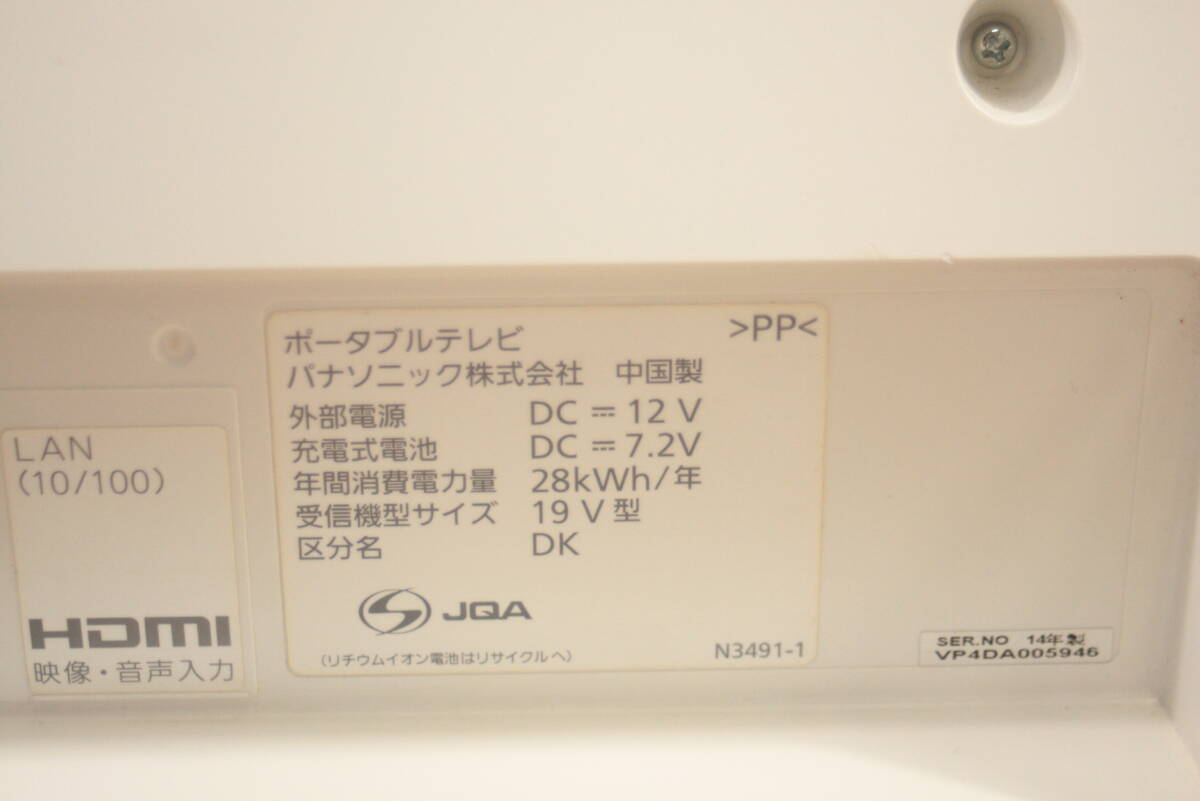 LAN
(10/100)
HDMI
映像・音声入力
ポータブルテレビ >PP<
パナソニック株式会社 中国製
外部電源 DC ⎓ 12 V
充電式電池 DC ⎓ 7.2V
年間消費電力量 28kWh/年
受信機型サイズ 19 V 型
区分名 DK
JQA
(リチウムイオン電池はリサイクルへ) N3491-1
SER.NO 14年製
VP4DA005946